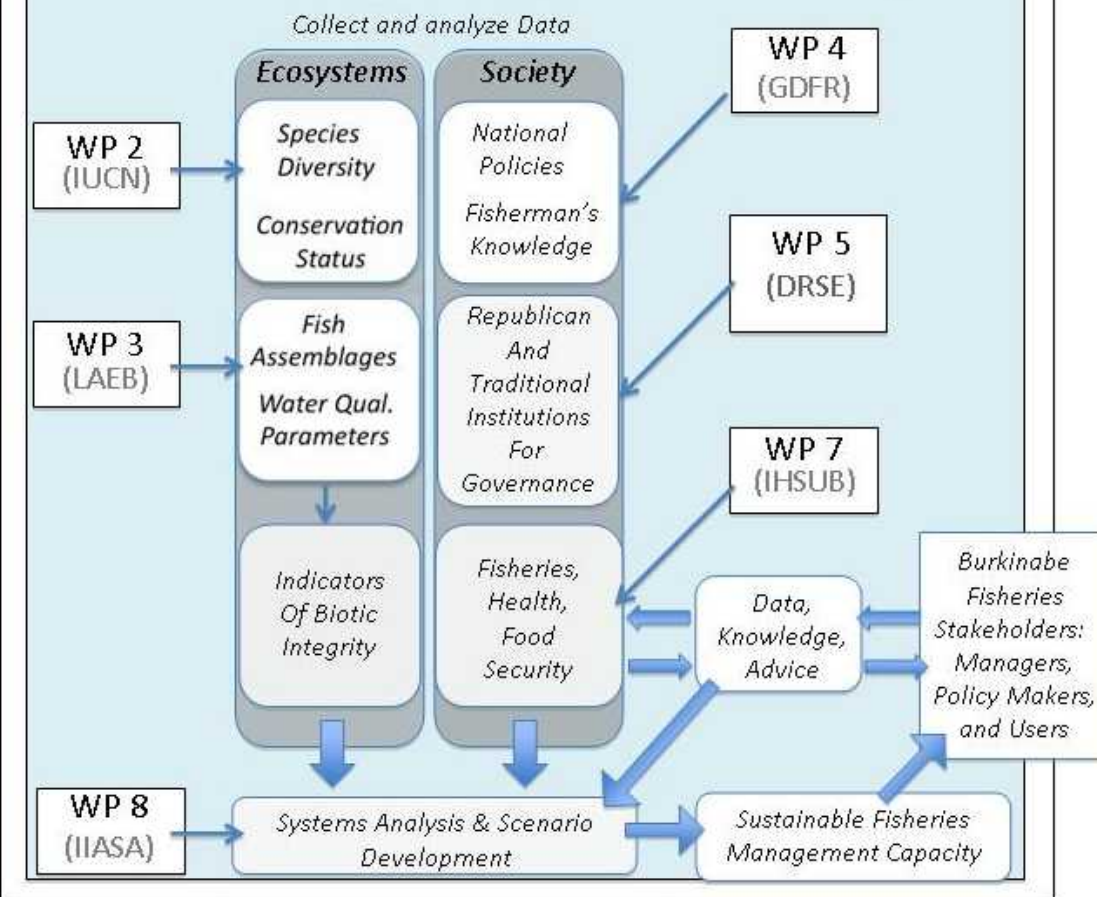 Collect and analyze Data
Ecosystems
Society
WP 2
(IUCN)
Species
Diversity
Conservation
Status
National
Policies
Fisherman's
Knowledge
WP 4
(GDFR)
WP 3
(LAEB)
Fish
Assemblages
Water Qual.
Parameters
Republican
And
Traditional
Institutions
For
Governance
WP 5
(DRSE)
WP 7
(IHSUB)
Indicators
Of Biotic
Integrity
Fisheries,
Health,
Food
Security
Data,
Knowledge,
Advice
Burkinabe
Fisheries
Stakeholders:
Managers,
Policy Makers,
and Users
WP 8
(IIASA)
Systems Analysis & Scenario
Development
Sustainable Fisheries
Management Capacity